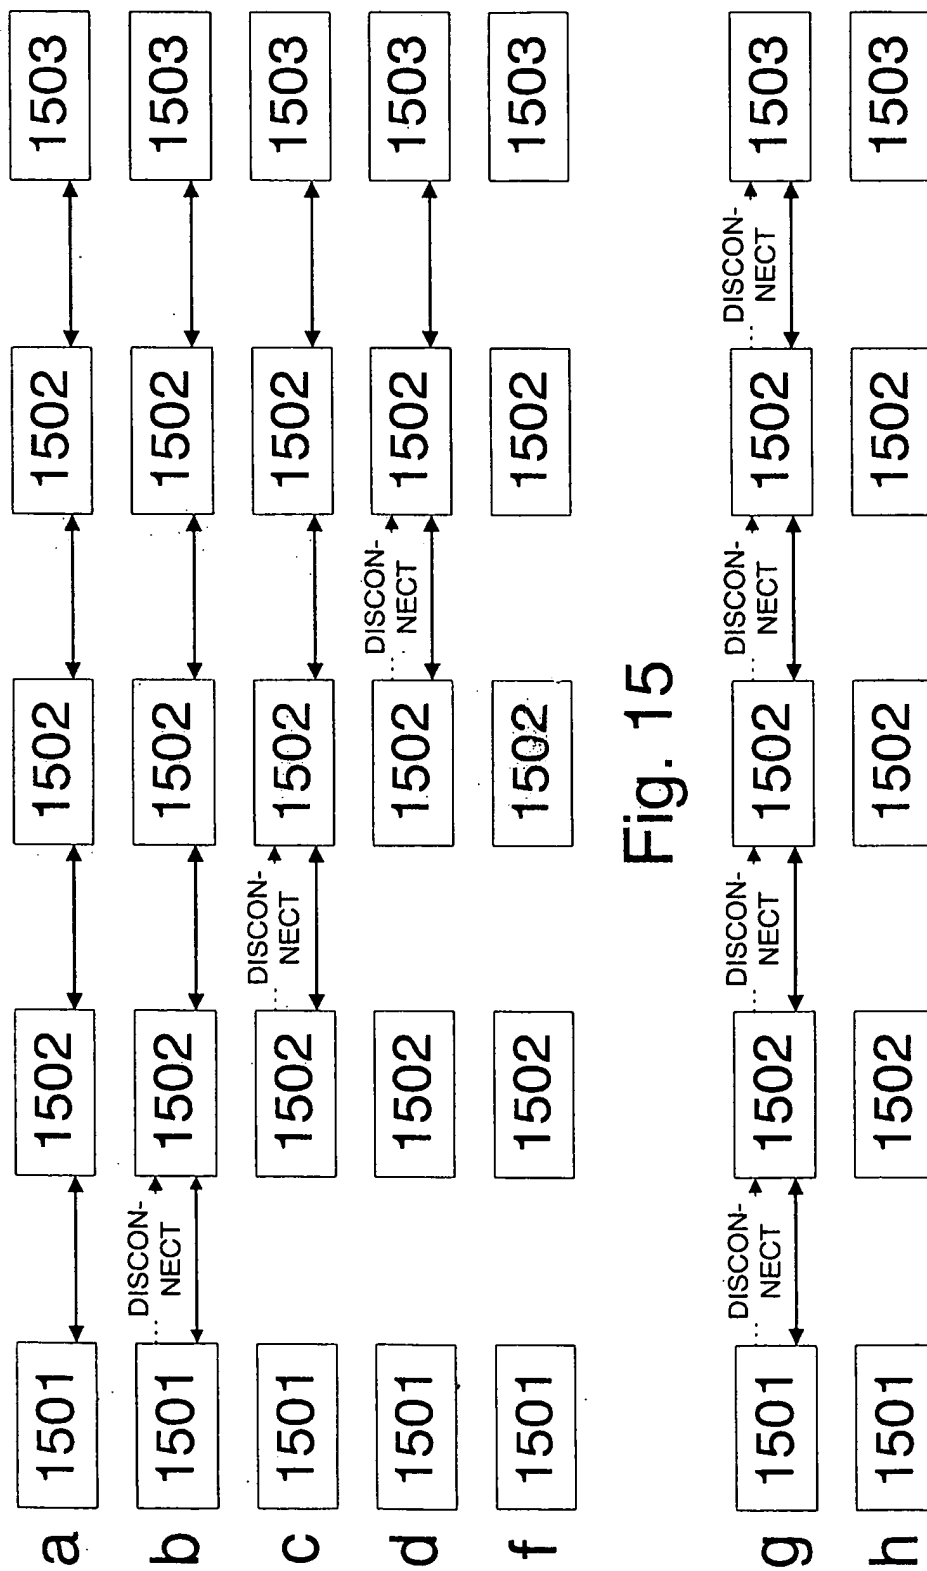 a 1501 1502 1502 1502 1503
b 1501 DISCON-
NECT 1502 1502 1502 1503
c 1501 1502 DISCON-
NECT 1502 1502 1503
d 1501 1502 1502 DISCON-
NECT 1502 1503
f 1501 1502 1502 1502 1503
Fig. 15
g 1501 DISCON-
NECT 1502 DISCON-
NECT 1502 DISCON-
NECT 1502 DISCON-
NECT 1503
h 1501 1502 1502 1502 1503